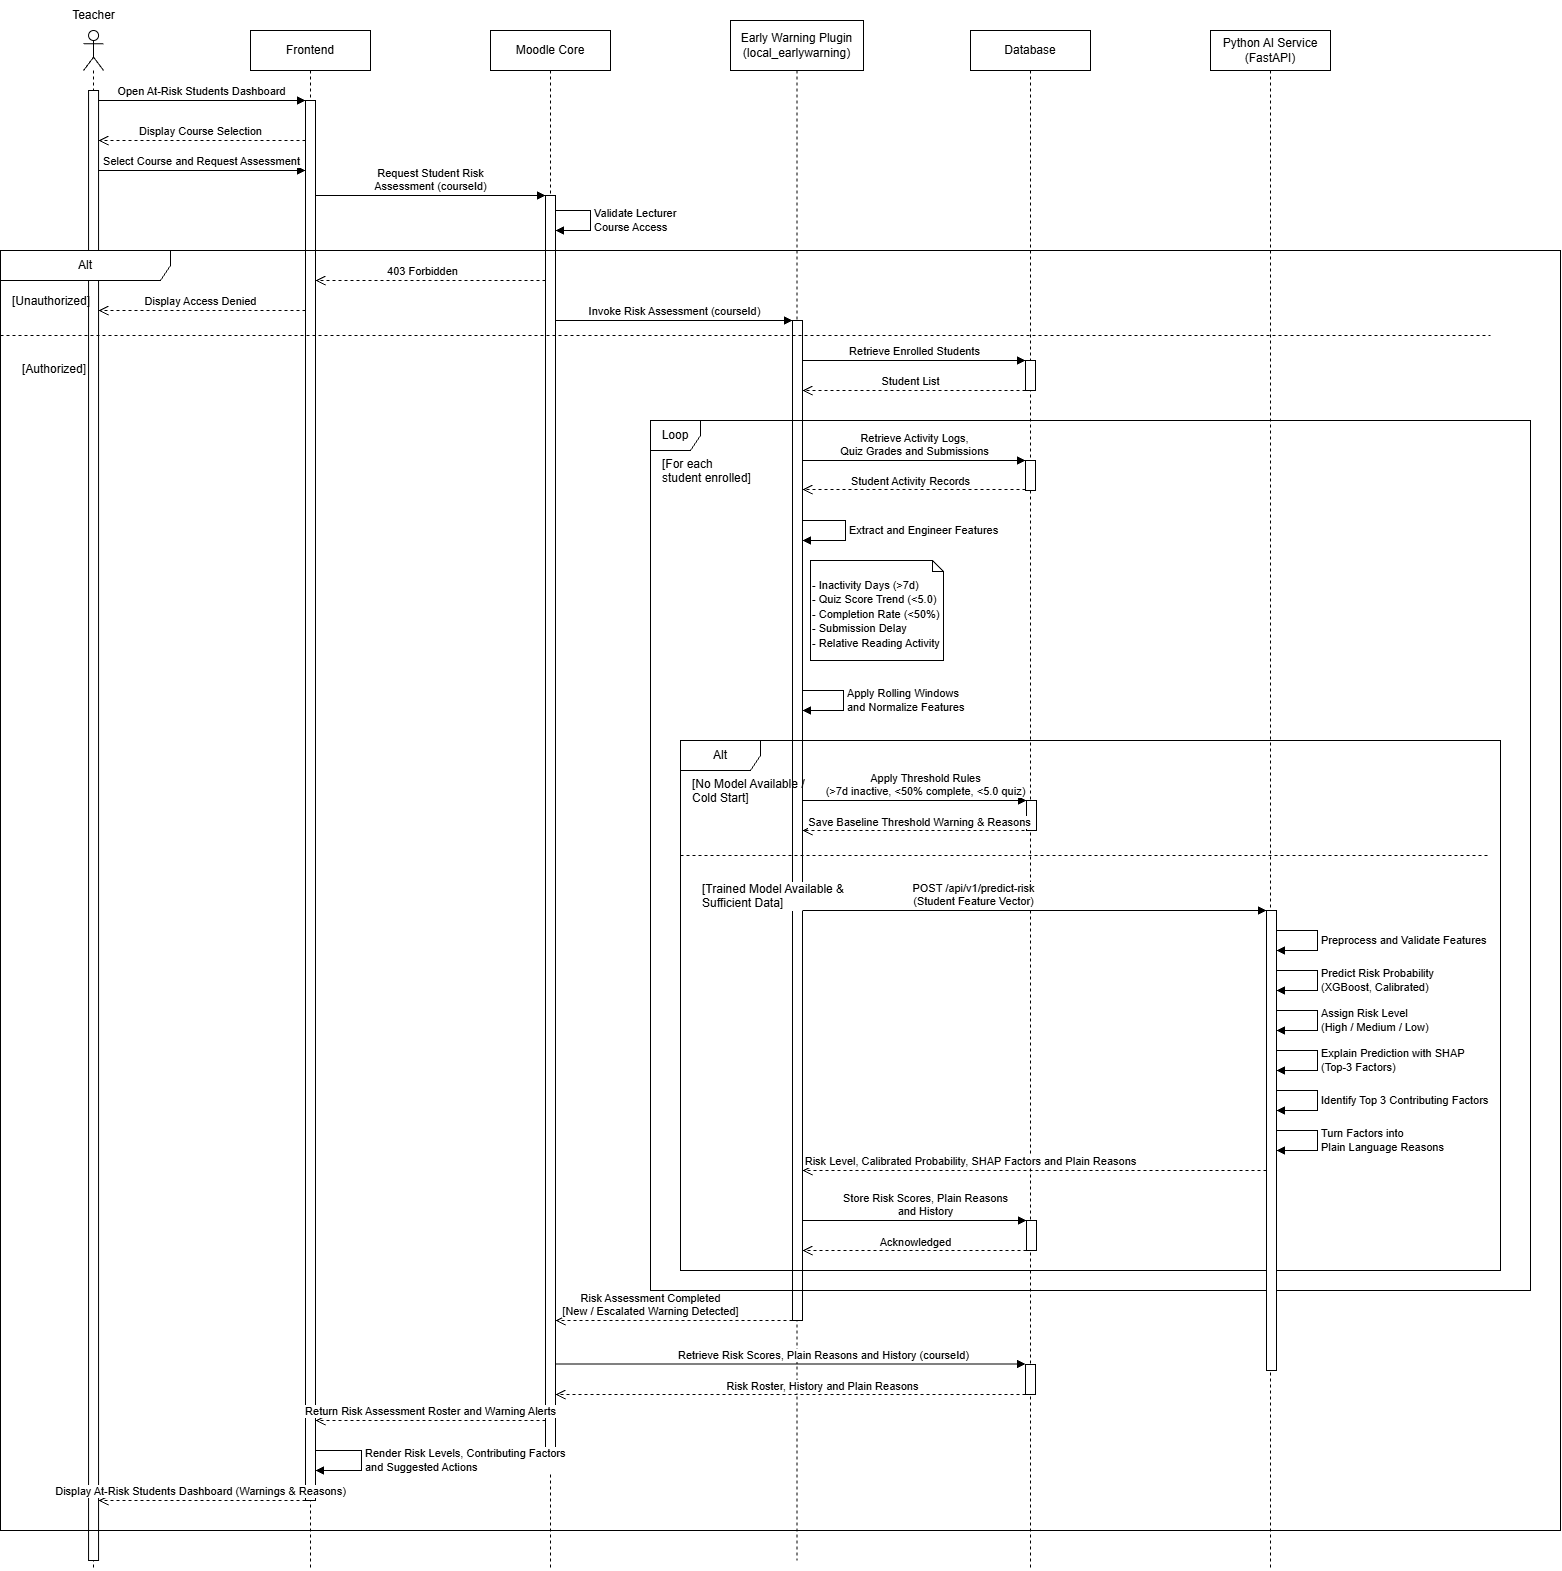 Teacher
Frontend
Moodle Core
Early Warning Plugin
(local_earlywarning)
Database
Python AI Service
(FastAPI)
Open At-Risk Students Dashboard
Display Course Selection
Select Course and Request Assessment
Request Student Risk
Assessment (courseId)
Validate Lecturer
Course Access
Alt
403 Forbidden
[Unauthorized]
Display Access Denied
Invoke Risk Assessment (courseId)
[Authorized]
Retrieve Enrolled Students
Student List
Loop
[For each
student enrolled]
Retrieve Activity Logs,
Quiz Grades and Submissions
Student Activity Records
Extract and Engineer Features
- Inactivity Days (>7d)
- Quiz Score Trend (<5.0)
- Completion Rate (<50%)
- Submission Delay
- Relative Reading Activity
Apply Rolling Windows
and Normalize Features
Alt
[No Model Available /
Cold Start]
Apply Threshold Rules
(>7d inactive, <50% complete, <5.0 quiz)
Save Baseline Threshold Warning & Reasons
[Trained Model Available &
Sufficient Data]
POST /api/v1/predict-risk
(Student Feature Vector)
Preprocess and Validate Features
Predict Risk Probability
(XGBoost, Calibrated)
Assign Risk Level
(High / Medium / Low)
Explain Prediction with SHAP
(Top-3 Factors)
Identify Top 3 Contributing Factors
Turn Factors into
Plain Language Reasons
Risk Level, Calibrated Probability, SHAP Factors and Plain Reasons
Store Risk Scores, Plain Reasons
and History
Acknowledged
Risk Assessment Completed
[New / Escalated Warning Detected]
Retrieve Risk Scores, Plain Reasons and History (courseId)
Risk Roster, History and Plain Reasons
Return Risk Assessment Roster and Warning Alerts
Render Risk Levels, Contributing Factors
and Suggested Actions
Display At-Risk Students Dashboard (Warnings & Reasons)